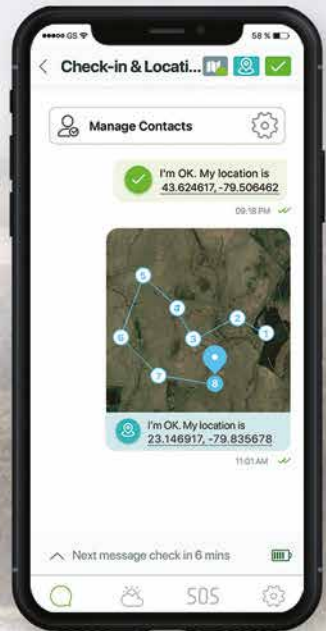 GS 58 %
Check-in & Locati...
Manage Contacts
I'm OK. My location is
43.624617, -79.506462
09:18 PM
5
4
2
1
6
3
7
8
I'm OK. My location is
23.146917, -79.835678
11:01 AM
Next message check in 6 mins
SOS